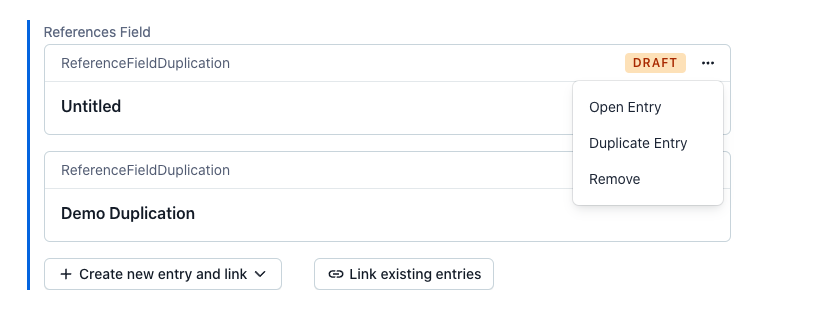 References Field
ReferenceFieldDuplication DRAFT
Untitled
Open Entry
Duplicate Entry
Remove
ReferenceFieldDuplication
Demo Duplication
Create new entry and link
Link existing entries